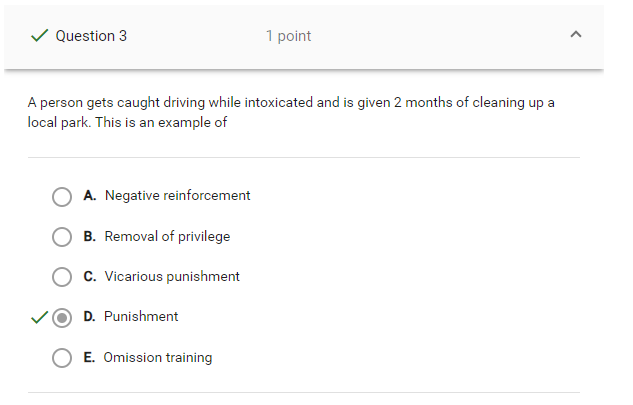 Question 3 1 point
A person gets caught driving while intoxicated and is given 2 months of cleaning up a
local park. This is an example of
A. Negative reinforcement
B. Removal of privilege
C. Vicarious punishment
D. Punishment
E. Omission training